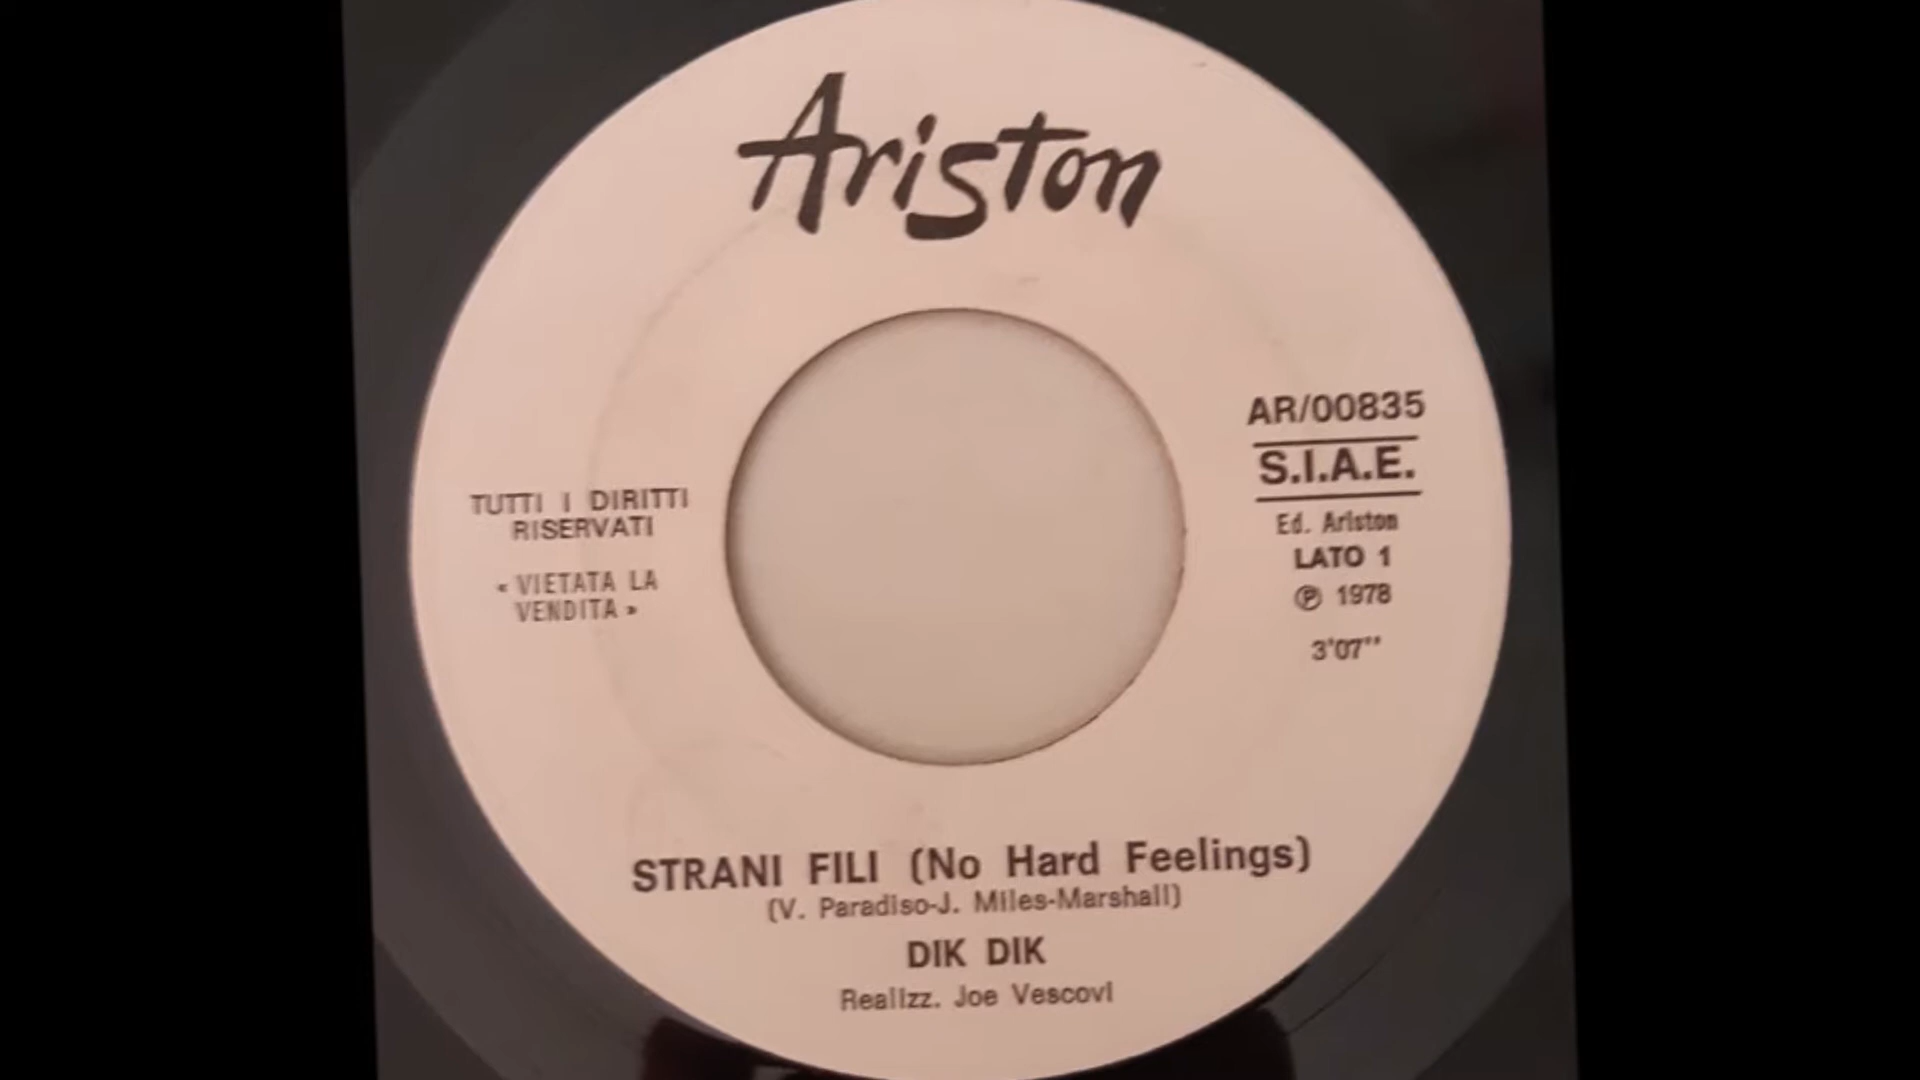 Ariston
AR/00835
S.I.A.E.
Ed. Ariston
LATO 1
℗ 1978
3'07''
TUTTI I DIRITTI
RISERVATI
« VIETATA LA
VENDITA »
STRANI FILI (No Hard Feelings)
(V. Paradiso-J. Miles-Marshall)
DIK DIK
Realizz. Joe Vescovi